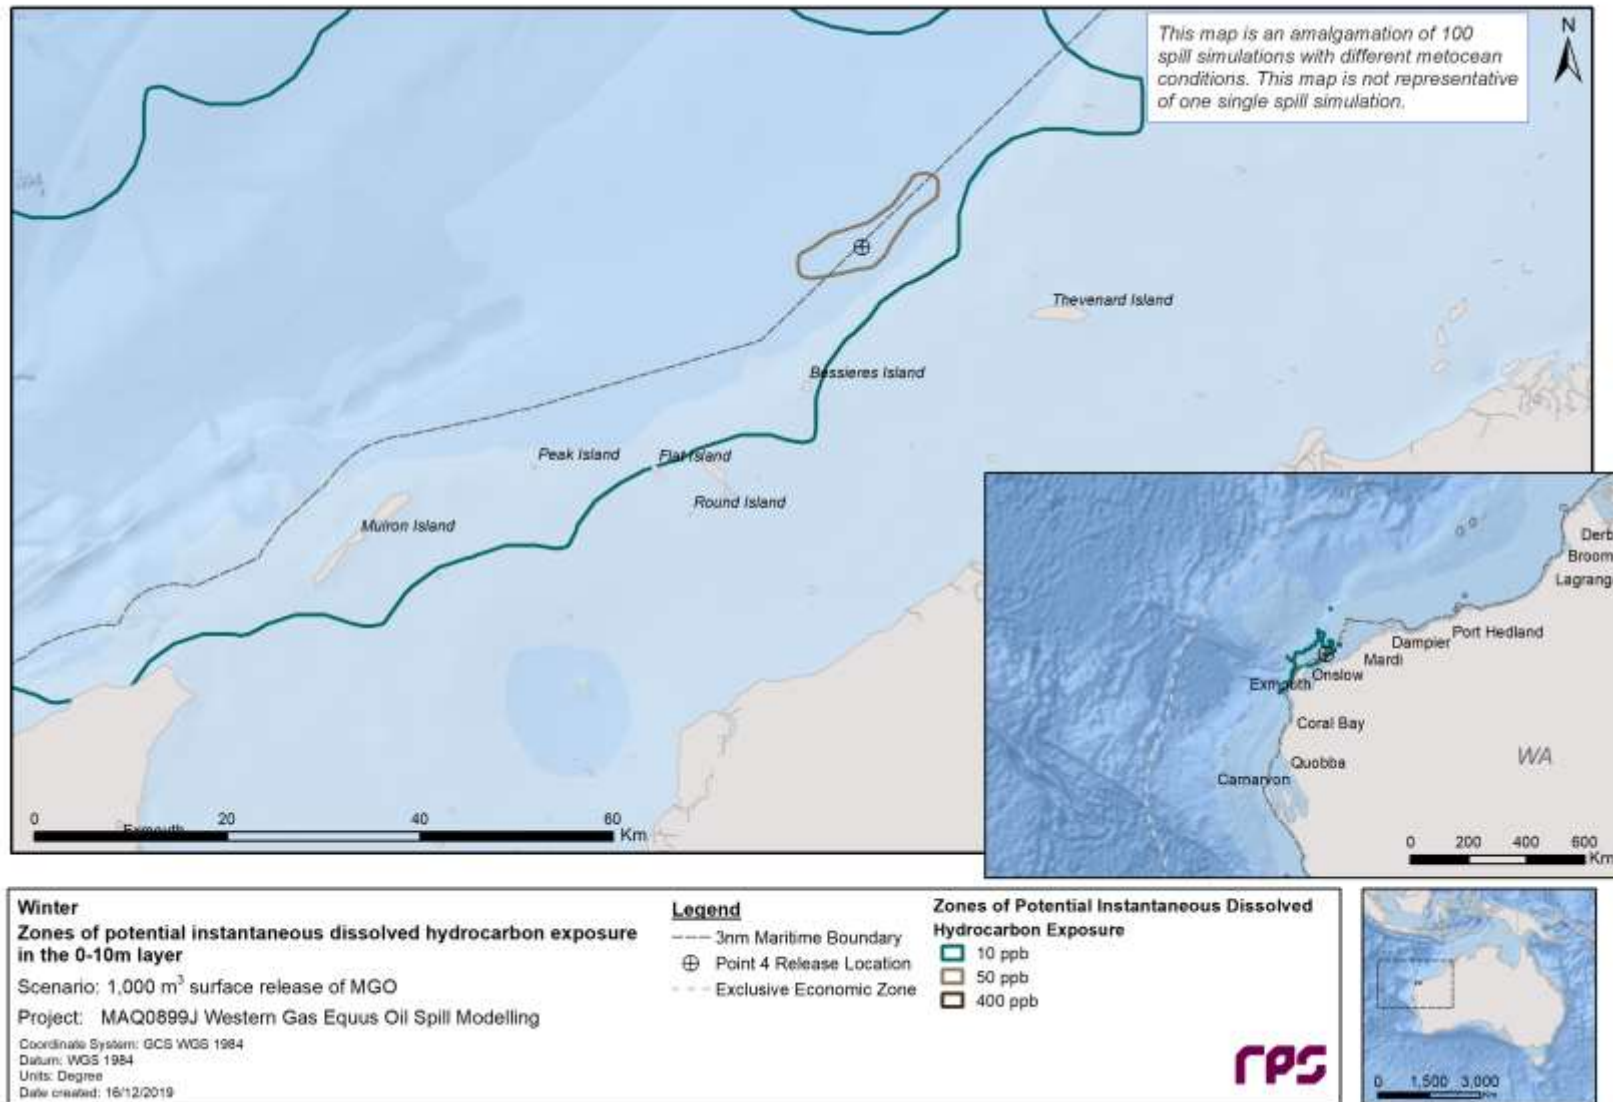 This map is an amalgamation of 100
spill simulations with different metocean
conditions. This map is not representative
of one single spill simulation.
N
Thevenard Island
Bessieres Island
Peak Island
Flat Island
Round Island
Muiron Island
Exmouth
0 20 40 60 Km
Derb
Broom
Lagrang
Port Hedland
Dampier
Mardi
Onslow
Exmouth
Coral Bay
WA
Quobba
Carnarvon
0 200 400 600
Km
Winter
Zones of potential instantaneous dissolved hydrocarbon exposure
in the 0-10m layer
Scenario: 1,000 m³ surface release of MGO
Project: MAQ0899J Western Gas Equus Oil Spill Modelling
Coordinate System: GCS WGS 1984
Datum: WGS 1984
Units: Degree
Date created: 16/12/2019
Legend
3nm Maritime Boundary
Point 4 Release Location
Exclusive Economic Zone
Zones of Potential Instantaneous Dissolved
Hydrocarbon Exposure
10 ppb
50 ppb
400 ppb
rps
0 1,500 3,000